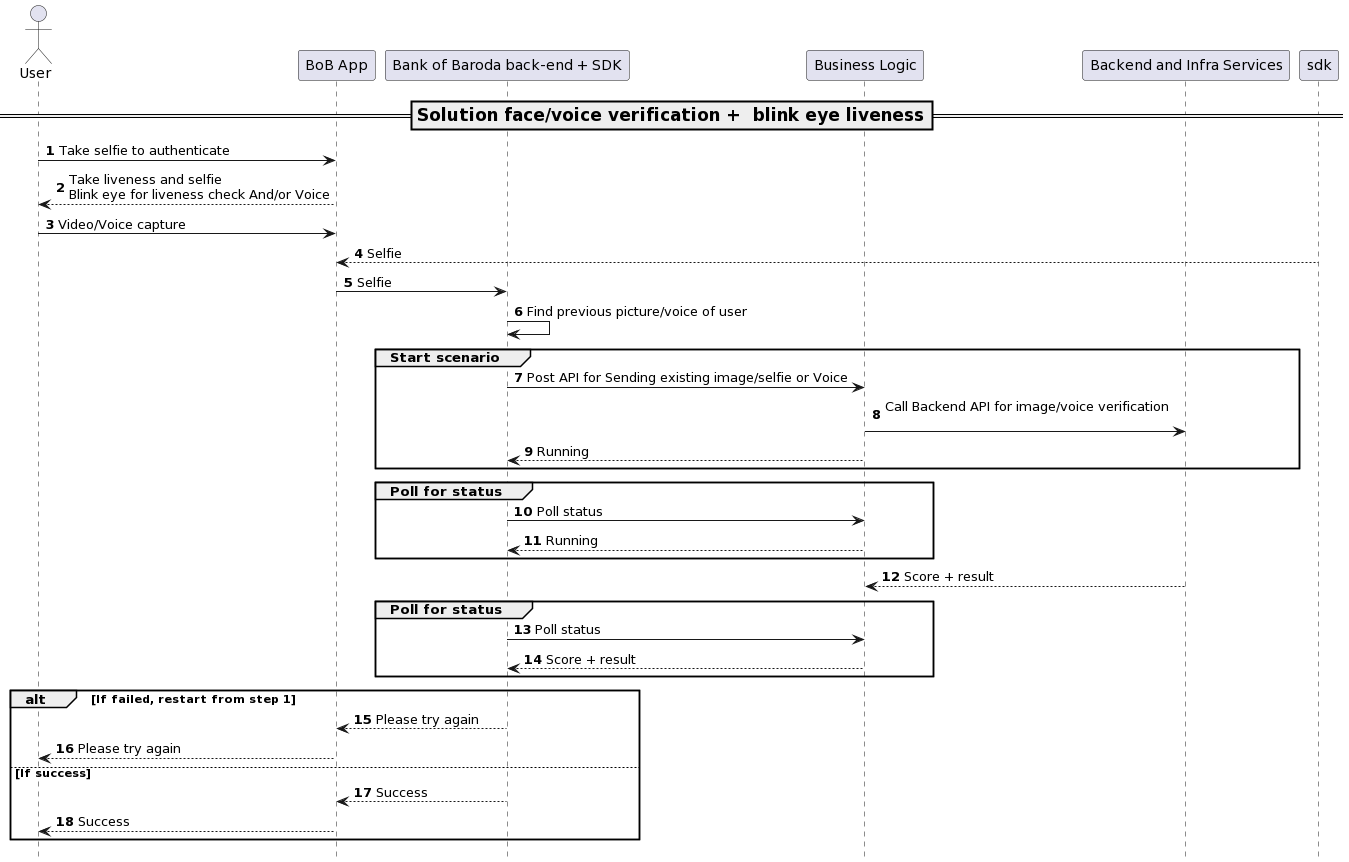 User
BoB App
Bank of Baroda back-end + SDK
Business Logic
Backend and Infra Services
sdk
Solution face/voice verification +  blink eye liveness
1 Take selfie to authenticate
2 Take liveness and selfie
Blink eye for liveness check And/or Voice
3 Video/Voice capture
4 Selfie
5 Selfie
6 Find previous picture/voice of user
Start scenario
7 Post API for Sending existing image/selfie or Voice
8 Call Backend API for image/voice verification
9 Running
Poll for status
10 Poll status
11 Running
12 Score + result
Poll for status
13 Poll status
14 Score + result
alt [If failed, restart from step 1]
15 Please try again
16 Please try again
[If success]
17 Success
18 Success